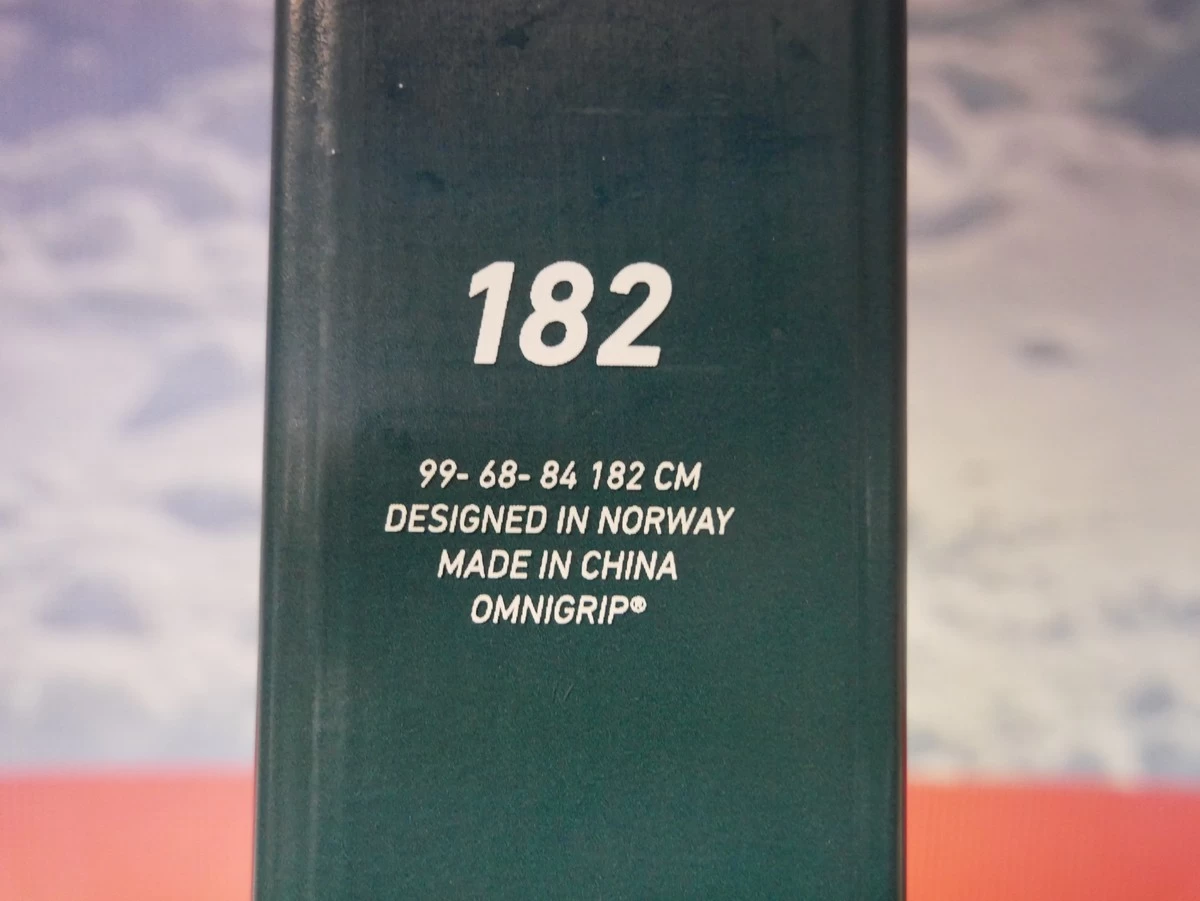 182
99- 68- 84 182 CM
DESIGNED IN NORWAY
MADE IN CHINA
OMNIGRIP®